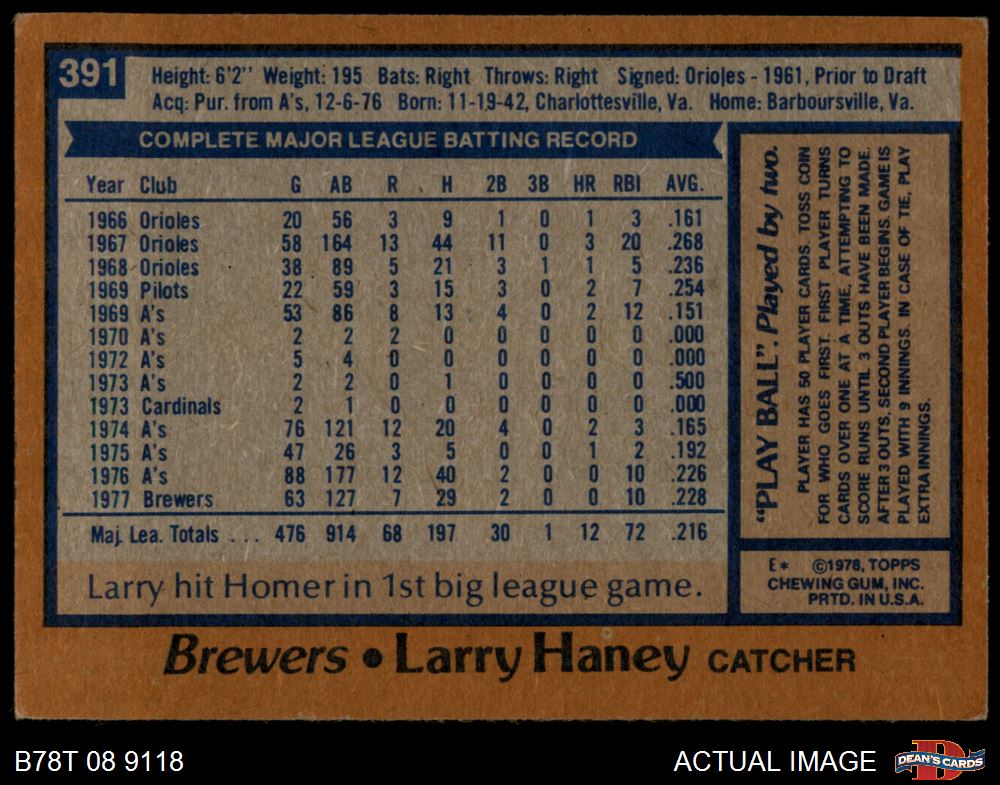 391
Height: 6'2" Weight: 195 Bats: Right Throws: Right Signed: Orioles - 1961, Prior to Draft
Acq: Pur. from A's, 12-6-76 Born: 11-19-42, Charlottesville, Va. Home: Barboursville, Va.
COMPLETE MAJOR LEAGUE BATTING RECORD
Year Club G AB R H 2B 3B HR RBI AVG.
1966 Orioles 20 56 3 9 1 0 1 3 .161
1967 Orioles 58 164 13 44 11 0 3 20 .268
1968 Orioles 38 89 5 21 3 1 1 5 .236
1969 Pilots 22 59 3 15 3 0 2 7 .254
1969 A's 53 86 8 13 4 0 2 12 .151
1970 A's 2 2 2 0 0 0 0 0 .000
1972 A's 5 4 0 0 0 0 0 0 .000
1973 A's 2 2 0 1 0 0 0 0 .500
1973 Cardinals 2 1 0 0 0 0 0 0 .000
1974 A's 76 121 12 20 4 0 2 3 .165
1975 A's 47 26 3 5 0 0 1 2 .192
1976 A's 88 177 12 40 2 0 0 10 .226
1977 Brewers 63 127 7 29 2 0 0 10 .228
Maj. Lea. Totals . . . 476 914 68 197 30 1 12 72 .216
Larry hit Homer in 1st big league game.
"PLAY BALL". Played by two.
PLAYER HAS 50 PLAYER CARDS. TOSS COIN
FOR WHO GOES FIRST. FIRST PLAYER TURNS
CARDS OVER ONE AT A TIME, ATTEMPTING TO
SCORE RUNS UNTIL 3 OUTS HAVE BEEN MADE.
AFTER 3 OUTS, SECOND PLAYER BEGINS. GAME IS
PLAYED WITH 9 INNINGS. IN CASE OF TIE, PLAY
EXTRA INNINGS.
E* ©1978, TOPPS
CHEWING GUM, INC.
PRTD. IN U.S.A.
Brewers • Larry Haney CATCHER
B78T 08 9118
ACTUAL IMAGE
D
DEAN'S CARDS